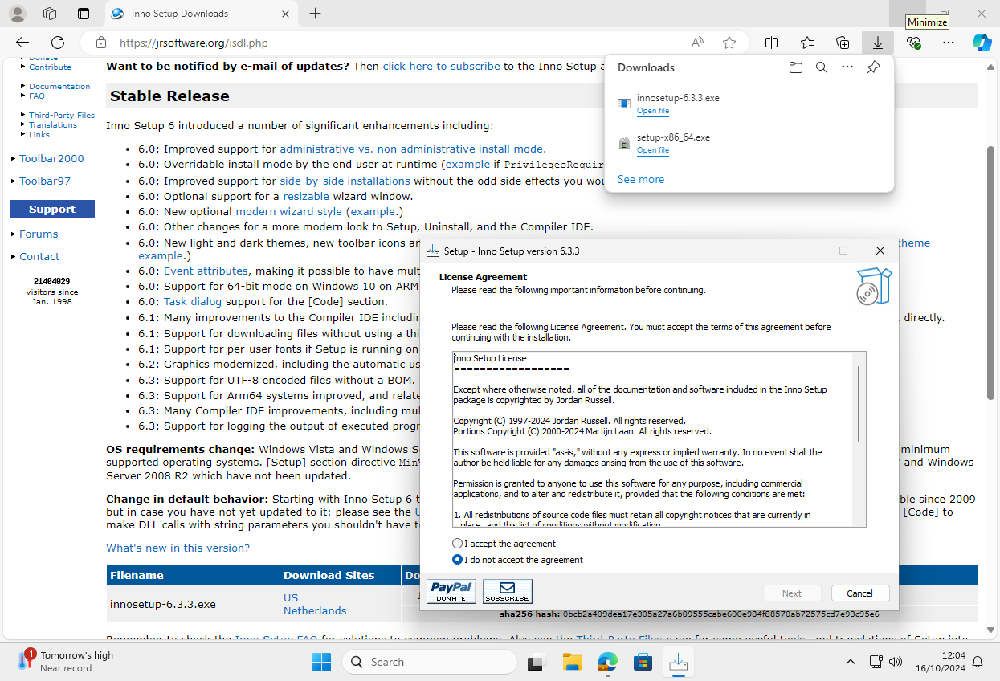 Inno Setup Downloads
Minimize
https://jrsoftware.org/isdl.php
Donate
Contribute
Documentation
FAQ
Third-Party Files
Translations
Links
Toolbar2000
Toolbar97
Support
Forums
Contact
21404029
visitors since
Jan. 1998
Want to be notified by e-mail of updates? Then click here to subscribe to the Inno Setup
Stable Release
Inno Setup 6 introduced a number of significant enhancements including:
• 6.0: Improved support for administrative vs. non administrative install mode.
• 6.0: Overridable install mode by the end user at runtime (example if PrivilegesRequir
• 6.0: Improved support for side-by-side installations without the odd side effects you wou
• 6.0: Optional support for a resizable wizard window.
• 6.0: New optional modern wizard style (example.)
• 6.0: Other changes for a more modern look to Setup, Uninstall, and the Compiler IDE.
• 6.0: New light and dark themes, new toolbar icons an theme
example.)
• 6.0: Event attributes, making it possible to have mult
• 6.0: Support for 64-bit mode on Windows 10 on ARM
• 6.0: Task dialog support for the [Code] section.
• 6.1: Many improvements to the Compiler IDE includin t directly.
• 6.1: Support for downloading files without using a thi
• 6.1: Support for per-user fonts if Setup is running on
• 6.2: Graphics modernized, including the automatic us
• 6.3: Support for UTF-8 encoded files without a BOM.
• 6.3: Support for Arm64 systems improved, and relate
• 6.3: Many Compiler IDE improvements, including mul
• 6.3: Support for logging the output of executed progr
OS requirements change: Windows Vista and Windows S minimum
supported operating systems. [Setup] section directive MinV 7 and Windows
Server 2008 R2 which have not been updated.
Change in default behavior: Starting with Inno Setup 6 t ble since 2009
but in case you have not yet updated to it: please see the U [Code] to
make DLL calls with string parameters you shouldn't have t
What's new in this version?
Filename Download Sites Do
innosetup-6.3.3.exe
US
Netherlands
sha256 hash: 0bcb2a409dea17e305a27a6b09555cabe600e984f88570ab72575cd7e93c95e6
Remember to check the Inno Setup FAQ for solutions to common problems. Also see the Third-Party Files page for some useful tools, and translations of Setup into
Downloads
innosetup-6.3.3.exe
Open file
setup-x86_64.exe
Open file
See more
Setup - Inno Setup version 6.3.3
License Agreement
Please read the following important information before continuing.
Please read the following License Agreement. You must accept the terms of this agreement before
continuing with the installation.
Inno Setup License
==================
Except where otherwise noted, all of the documentation and software included in the Inno Setup
package is copyrighted by Jordan Russell.
Copyright (C) 1997-2024 Jordan Russell. All rights reserved.
Portions Copyright (C) 2000-2024 Martijn Laan. All rights reserved.
This software is provided "as-is," without any express or implied warranty. In no event shall the
author be held liable for any damages arising from the use of this software.
Permission is granted to anyone to use this software for any purpose, including commercial
applications, and to alter and redistribute it, provided that the following conditions are met:
1. All redistributions of source code files must retain all copyright notices that are currently in
place, and this list of conditions without modification.
I accept the agreement
I do not accept the agreement
PayPal
DONATE
SUBSCRIBE
Next
Cancel
1
Tomorrow's high
Near record
Search
12:04
16/10/2024